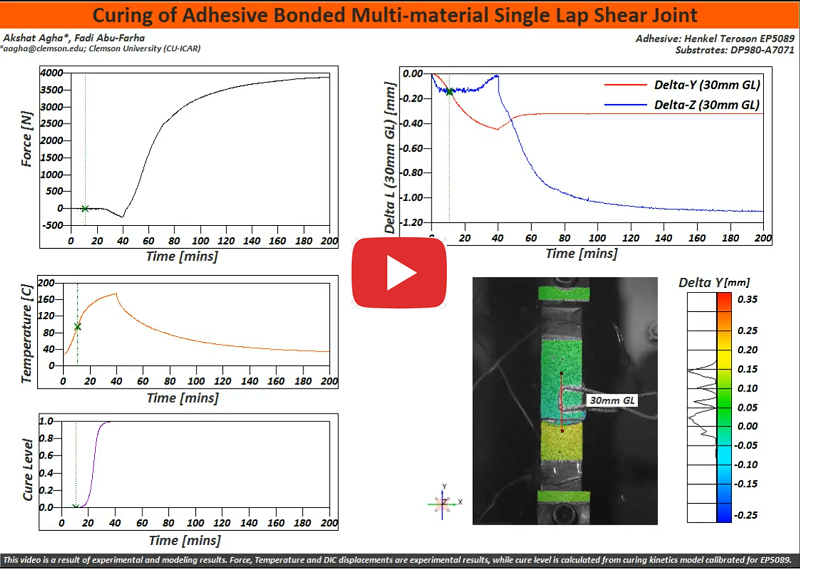 Curing of Adhesive Bonded Multi-material Single Lap Shear Joint
Akshat Agha*, Fadi Abu-Farha
*aagha@clemson.edu; Clemson University (CU-ICAR)
Adhesive: Henkel Teroson EP5089
Substrates: DP980-A7071
Force [N]
4000
3500
3000
2500
2000
1500
1000
500
0
-500
0 20 40 60 80 100 120 140 160 180 200
Time [mins]
Delta L (30mm GL) [mm]
0.00
-0.20
-0.40
-0.60
-0.80
-1.00
-1.20
Delta-Y (30mm GL)
Delta-Z (30mm GL)
0 20 40 60 80 100 120 140 160 180 200
Time [mins]
Temperature [C]
200
160
120
80
40
0
0 20 40 60 80 100 120 140 160 180 200
Time [mins]
Cure Level
1.0
0.8
0.6
0.4
0.2
0.0
0 20 40 60 80 100 120 140 160 180 200
Time [mins]
30mm GL
Y
Z X
Delta Y [mm]
0.35
0.25
0.20
0.15
0.10
0.05
0.00
-0.05
-0.10
-0.15
-0.25
This video is a result of experimental and modeling results. Force, Temperature and DIC displacements are experimental results, while cure level is calculated from curing kinetics model calibrated for EP5089.